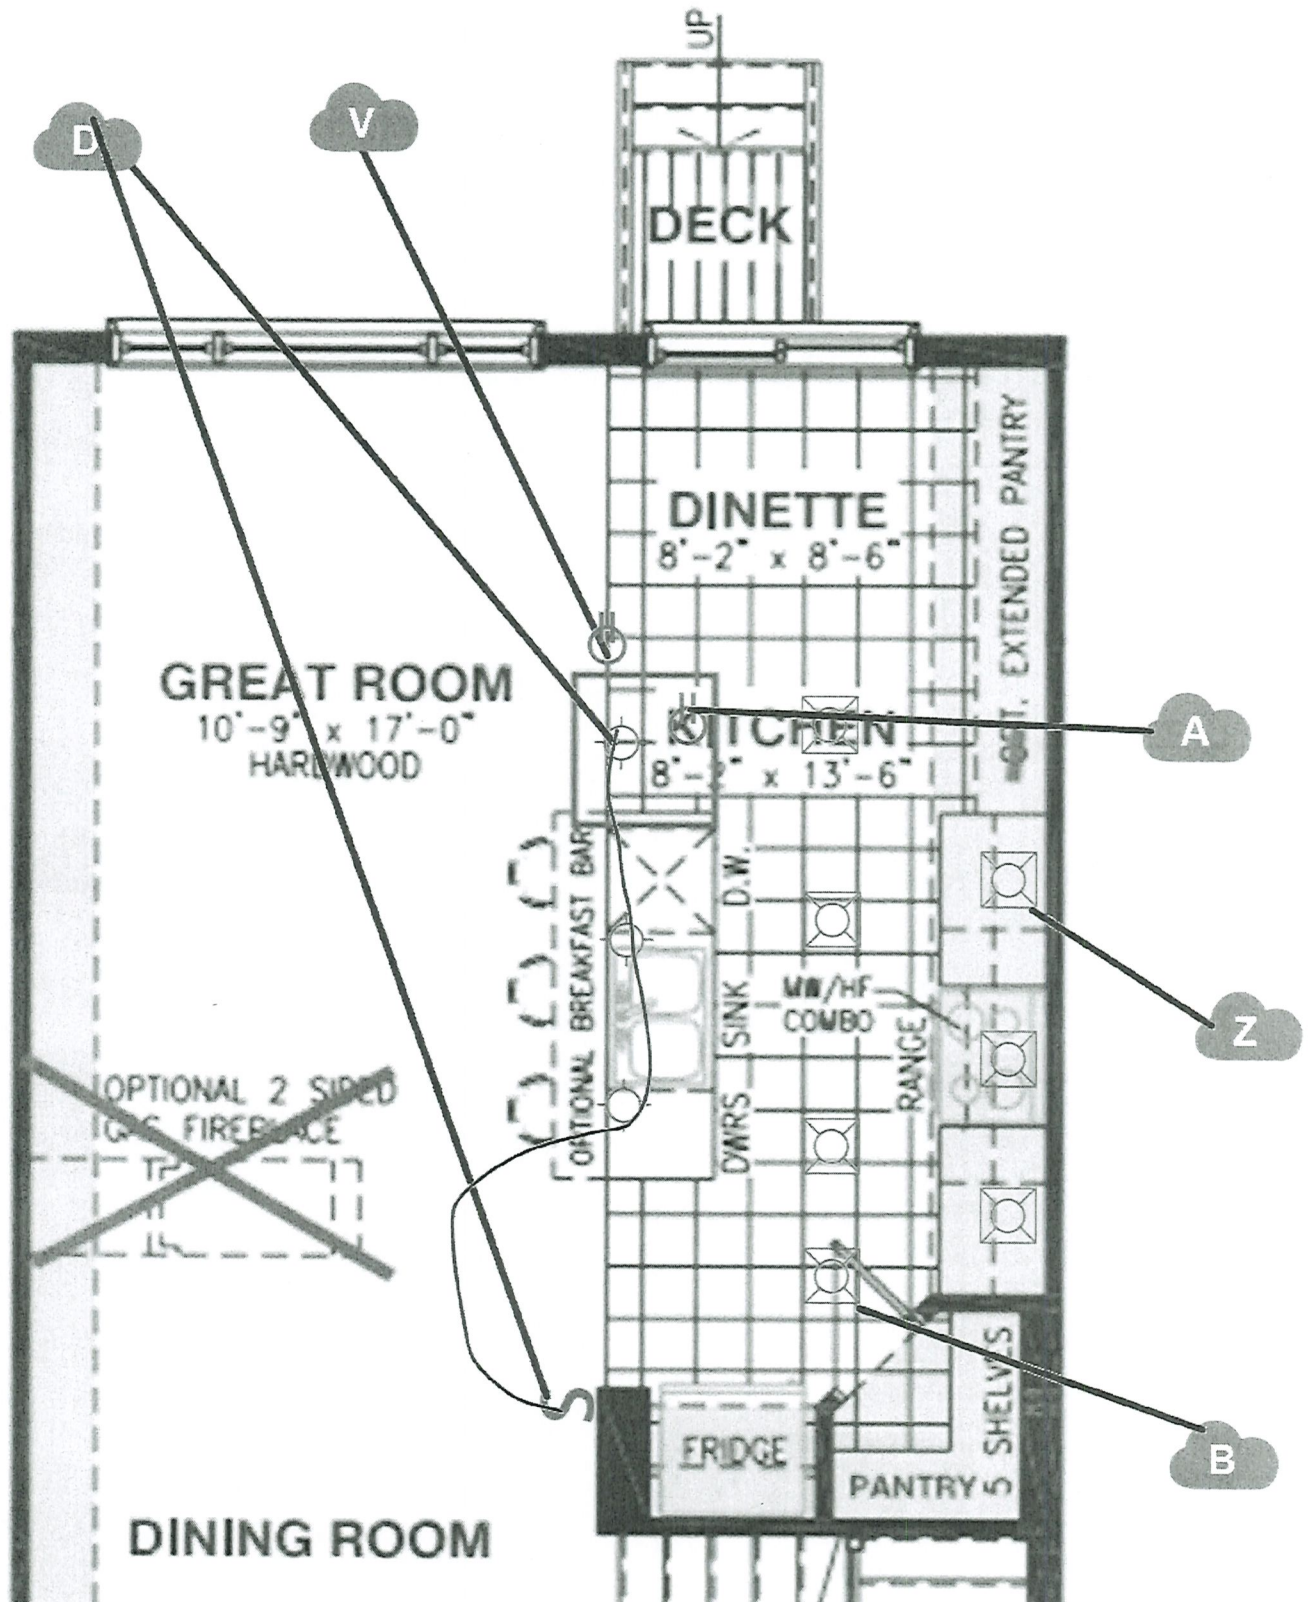 UP
D
V
DECK
DINETTE
8'-2" x 8'-6"
OPT. EXTENDED PANTRY
GREAT ROOM
10'-9" x 17'-0"
HARDWOOD
KITCHEN
8'-2" x 13'-6"
A
OPTIONAL BREAKFAST BAR
D.W.
SINK
DWRS
MW/HF
COMBO
RANGE
Z
OPTIONAL 2 SIDED
GAS FIREPLACE
S
FRIDGE
PANTRY
5 SHELVES
B
DINING ROOM